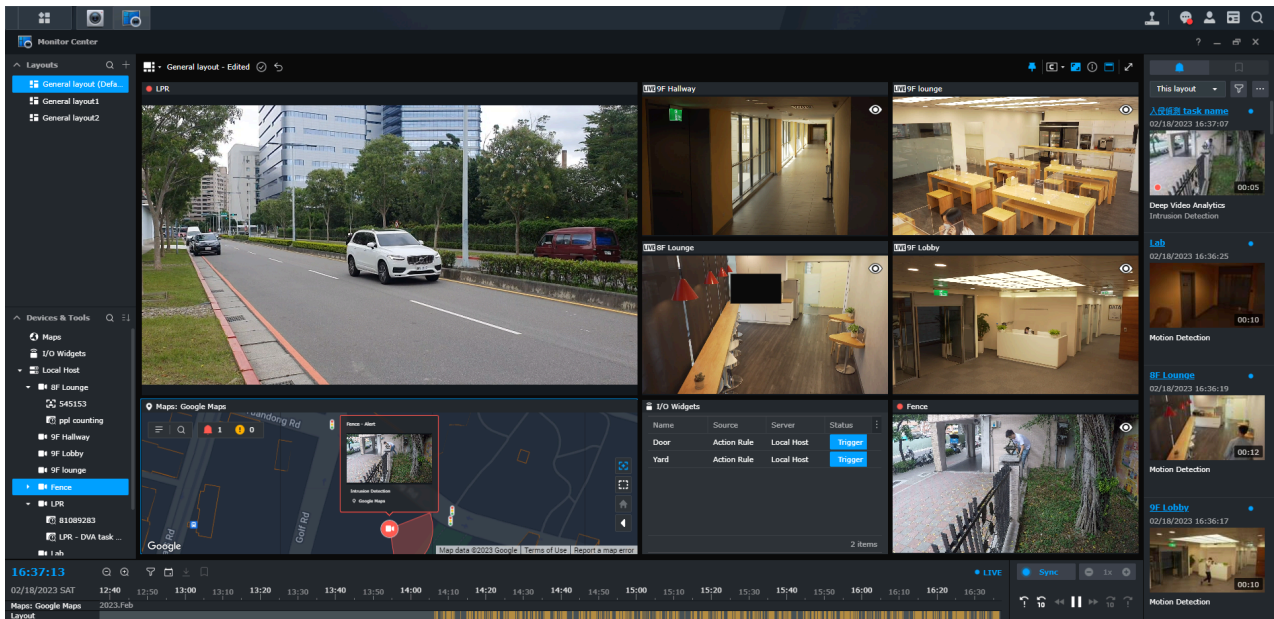 Monitor Center
Layouts
General layout (Defa...
General layout1
General layout2
General layout - Edited
LPR
LIVE 9F Hallway
LIVE 9F lounge
LIVE 8F Lounge
LIVE 9F Lobby
This layout
入侵偵測 task name
02/18/2023 16:37:07
00:05
Deep Video Analytics
Intrusion Detection
Lab
02/18/2023 16:36:25
00:10
Motion Detection
8F Lounge
02/18/2023 16:36:19
00:12
Motion Detection
9F Lobby
02/18/2023 16:36:17
00:10
Motion Detection
Devices & Tools
Maps
I/O Widgets
Local Host
8F Lounge
545153
ppl counting
9F Hallway
9F Lobby
9F lounge
Fence
LPR
81089283
LPR - DVA task ...
Lab
Maps: Google Maps
1
0
Fence - Alert
Intrusion Detection
Google Maps
Golf Rd
Google
Map data ©2023 Google
Terms of Use
Report a map error
I/O Widgets
Name Source Server Status
Door Action Rule Local Host Trigger
Yard Action Rule Local Host Trigger
2 items
Fence
16:37:13
LIVE
Sync
1x
02/18/2023 SAT
12:40 12:50 13:00 13:10 13:20 13:30 13:40 13:50 14:00 14:10 14:20 14:30 14:40 14:50 15:00 15:10 15:20 15:30 15:40 15:50 16:00 16:10 16:20 16:30
10
10
Maps: Google Maps
2023.Feb
Layout